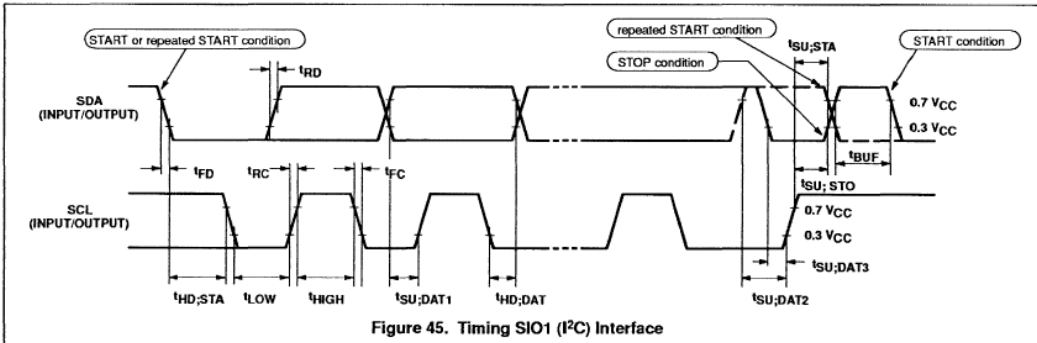 START or repeated START condition
repeated START condition
tSU;STA
START condition
STOP condition
tRD
SDA
(INPUT/OUTPUT)
0.7 VCC
0.3 VCC
tFD
tRC
tFC
tBUF
tSU; STO
SCL
(INPUT/OUTPUT)
0.7 VCC
0.3 VCC
tSU;DAT3
tHD;STA
tLOW
tHIGH
tSU;DAT1
tHD;DAT
tSU;DAT2
Figure 45. Timing SIO1 (I²C) Interface